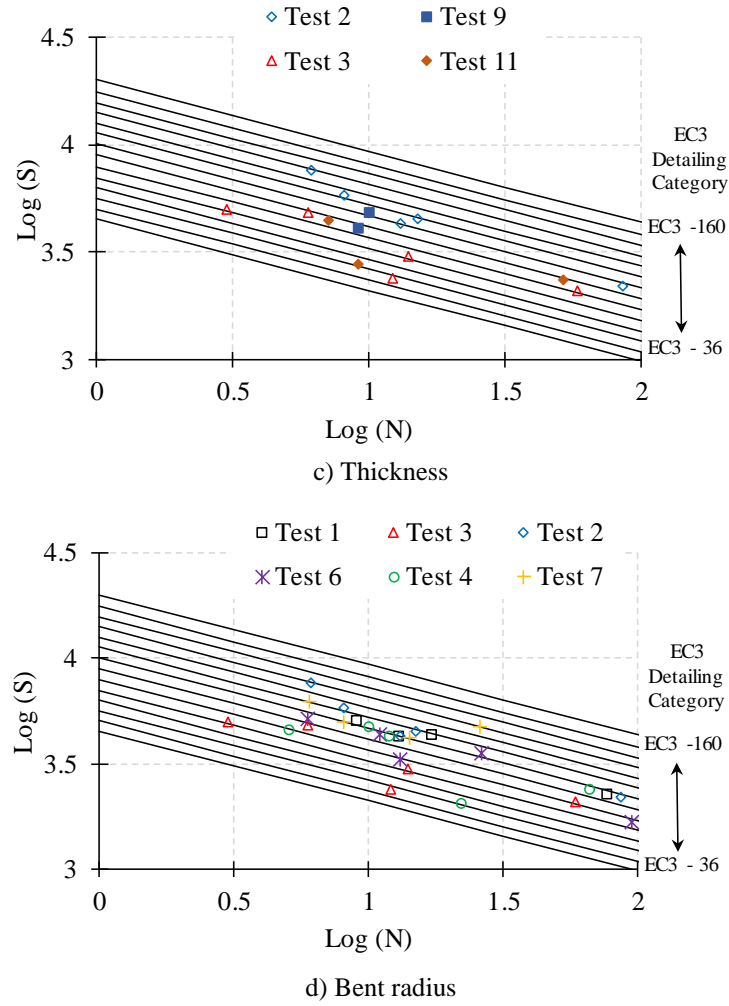 Test 2
Test 9
Test 3
Test 11
4.5
4
3.5
3
Log (S)
0
0.5
1
1.5
2
Log (N)
EC3
Detailing
Category
EC3 -160
EC3 - 36
c) Thickness
Test 1
Test 3
Test 2
Test 6
Test 4
Test 7
4.5
4
3.5
3
Log (S)
0
0.5
1
1.5
2
Log (N)
EC3
Detailing
Category
EC3 -160
EC3 - 36
d) Bent radius